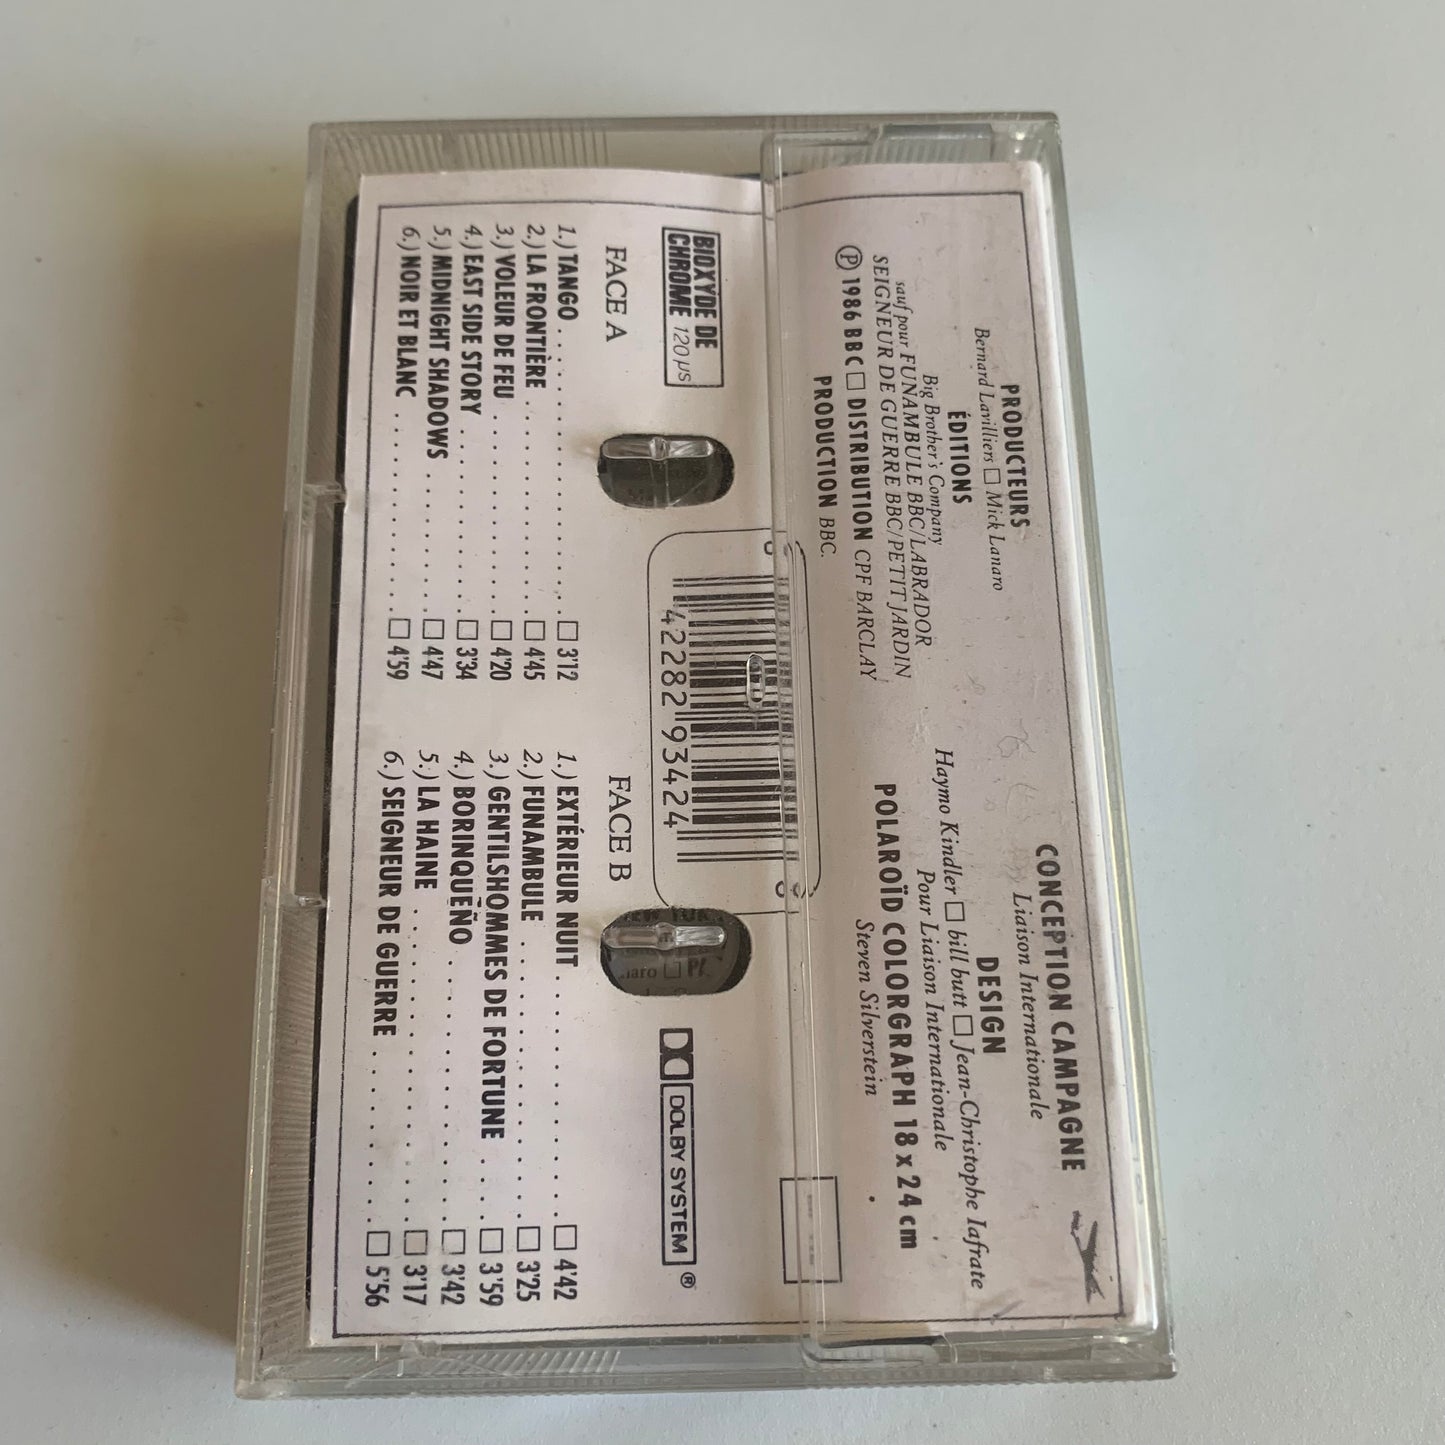 PRODUCTEURS
Bernard Lavilliers □ Mick Lanaro
ÉDITIONS
Big Brother's Company
sauf pour FUNAMBULE BBC/LABRADOR
SEIGNEUR DE GUERRE BBC/PETIT JARDIN
Ⓟ 1986 BBC □ DISTRIBUTION CPF BARCLAY
PRODUCTION BBC.
CONCEPTION CAMPAGNE
Liaison Internationale
DESIGN
Haymo Kindler □ bill butt □ Jean-Christophe Iafrate
Pour Liaison Internationale
POLAROÏD COLORGRAPH 18 x 24 cm
Steven Silverstein
BIOXYDE DE
CHROME 120 µs
42282 93424
DOLBY SYSTEM ®
FACE A
1.) TANGO . . . . . . . . . . □ 3'12
2.) LA FRONTIÈRE . . . . . . . . . . □ 4'45
3.) VOLEUR DE FEU . . . . . . . . . . □ 4'20
4.) EAST SIDE STORY . . . . . . . . . . □ 3'34
5.) MIDNIGHT SHADOWS . . . . . . . . □ 4'47
6.) NOIR ET BLANC . . . . . . . . . . □ 4'59
FACE B
1.) EXTÉRIEUR NUIT . . . . . . . . . . □ 4'42
2.) FUNAMBULE . . . . . . . . . . □ 3'25
3.) GENTILSHOMMES DE FORTUNE . . . . □ 3'59
4.) BORINQUEÑO . . . . . . . . . . □ 3'42
5.) LA HAINE . . . . . . . . . . □ 3'17
6.) SEIGNEUR DE GUERRE . . . . . . . . □ 5'56